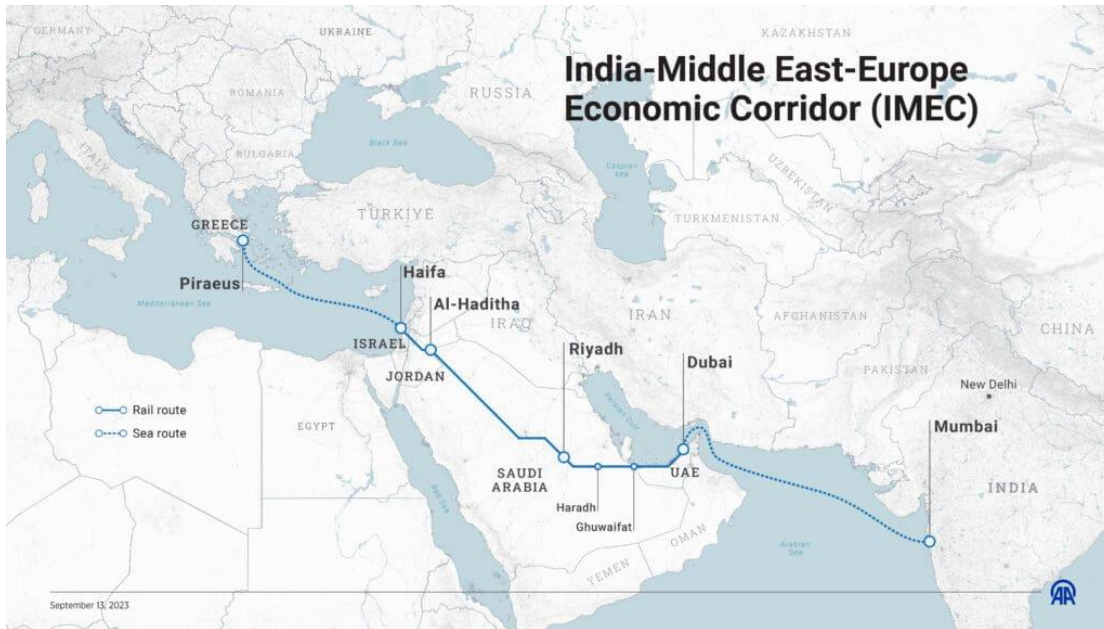 India-Middle East-Europe
Economic Corridor (IMEC)
GERMANY
UKRAINE
KAZAKHSTAN
RUSSIA
ROMANIA
ITALY
Black Sea
Caspian
sea
BULGARIA
UZBEKISTAN
TÜRKİYE
TURKMENISTAN
GREECE
Piraeus
Haifa
Mediterranean Sea
Al-Haditha
IRAQ
IRAN
AFGHANISTAN
CHINA
ISRAEL
Riyadh
Dubai
JORDAN
PAKISTAN
New Delhi
Persian Gulf
Mumbai
Rail route
Sea route
EGYPT
SAUDI
ARABIA
UAE
INDIA
Red Sea
Haradh
Ghuwaifat
OMAN
Arabian
Sea
YEMEN
September 13, 2023
AA